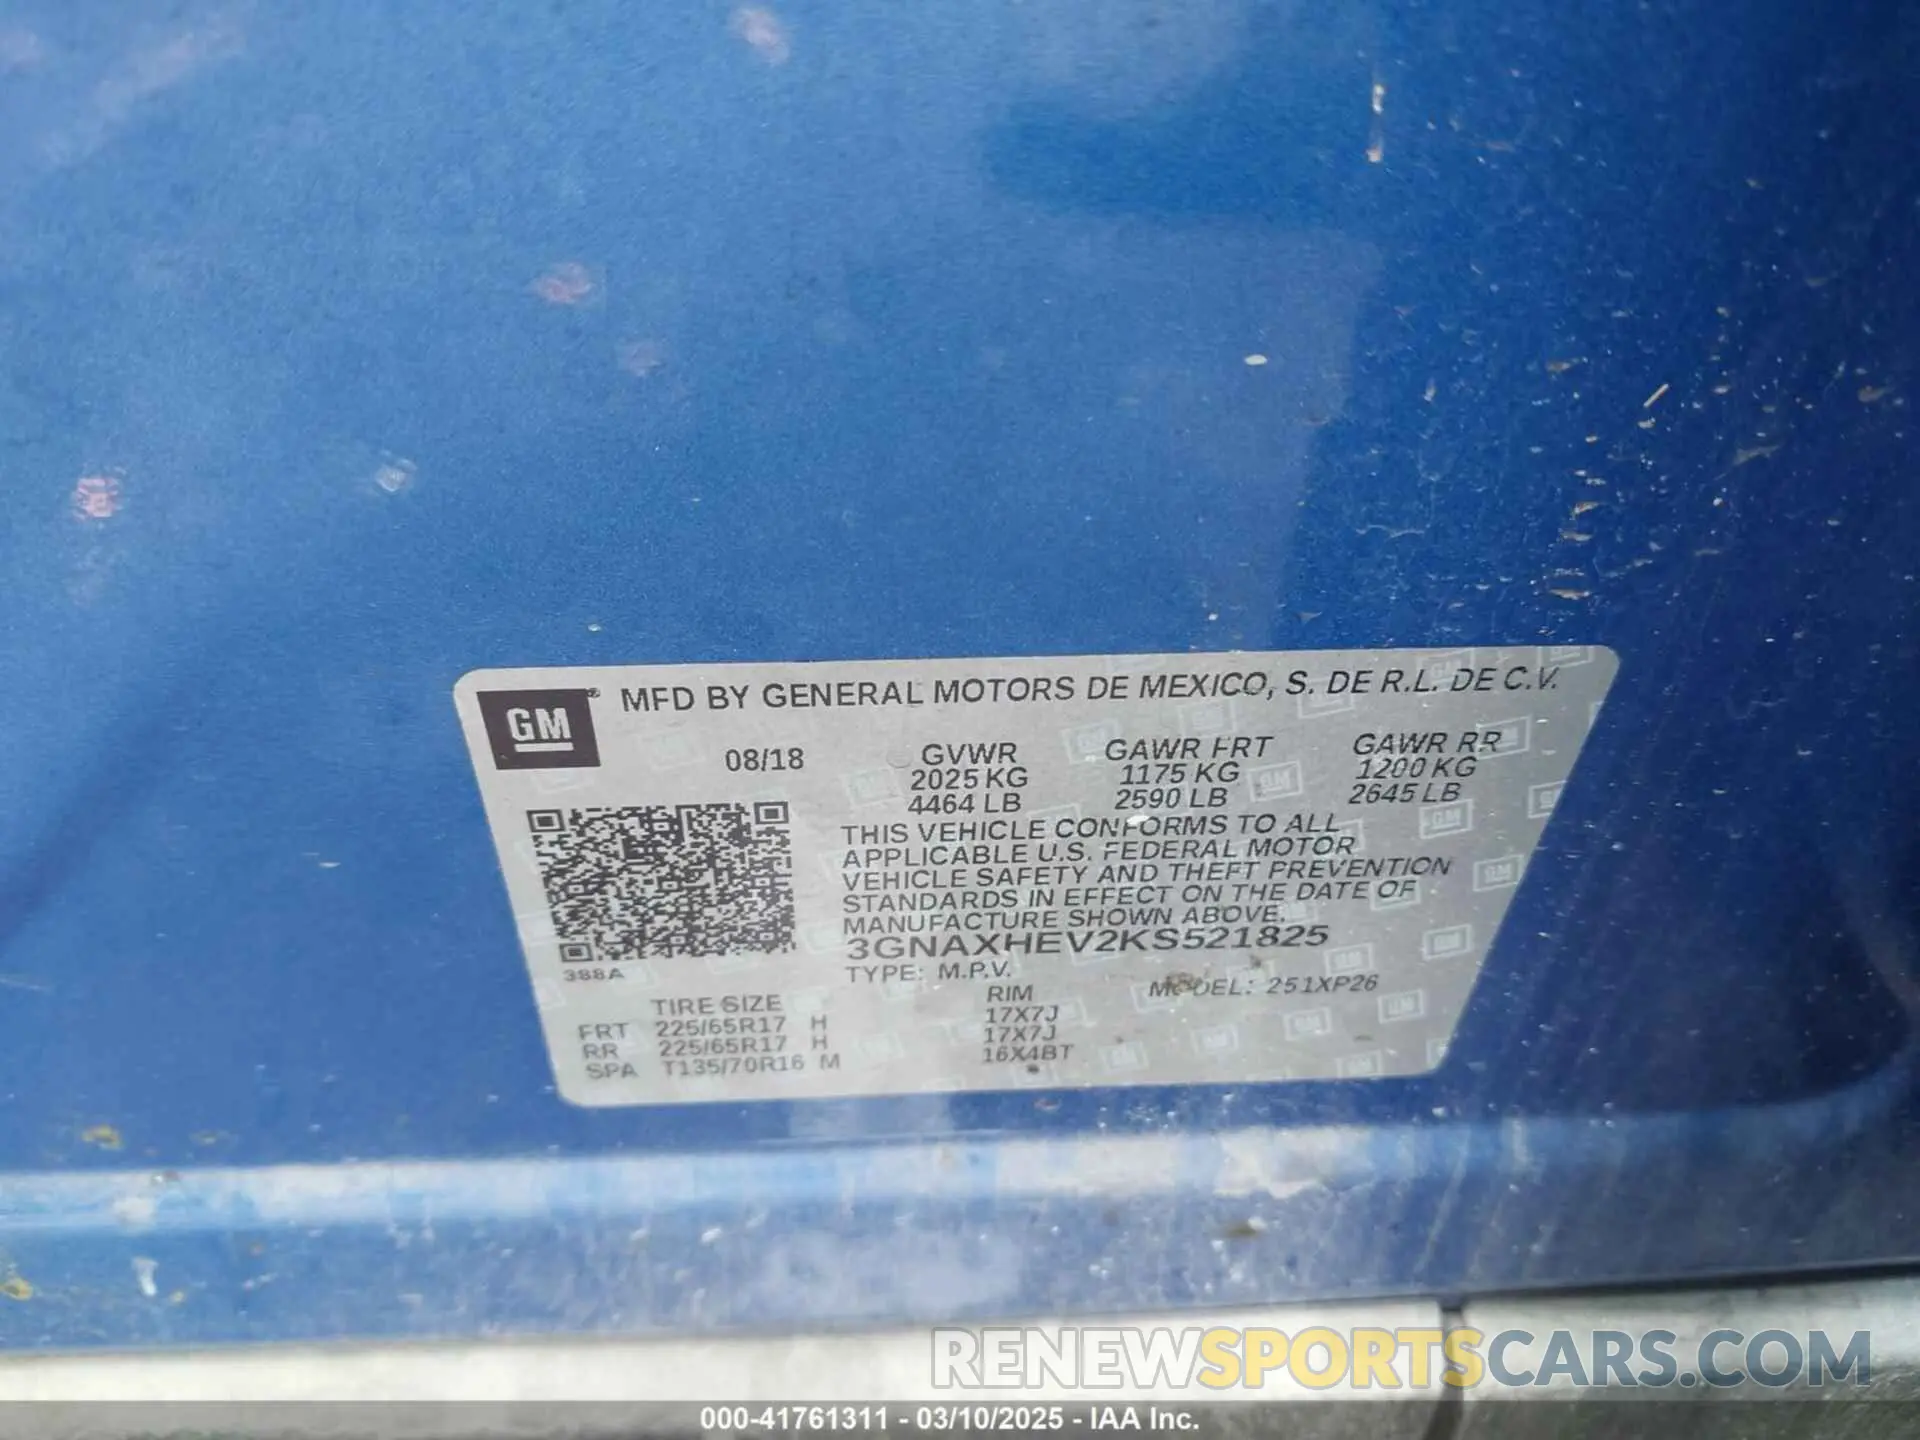 GM ® MFD BY GENERAL MOTORS DE MEXICO, S. DE R.L. DE C.V.
08/18 GVWR GAWR FRT GAWR RR
2025 KG 1175 KG 1200 KG
4464 LB 2590 LB 2645 LB
THIS VEHICLE CONFORMS TO ALL
APPLICABLE U.S. FEDERAL MOTOR
VEHICLE SAFETY AND THEFT PREVENTION
STANDARDS IN EFFECT ON THE DATE OF
MANUFACTURE SHOWN ABOVE.
3GNAXHEV2KS521825
388A
TYPE: M.P.V. MODEL: 251XP26
TIRE SIZE RIM
FRT 225/65R17 H 17X7J
RR 225/65R17 H 17X7J
SPA T135/70R16 M 16X4BT
RENEWSPORTSCARS.COM
000-41761311 - 03/10/2025 - IAA Inc.